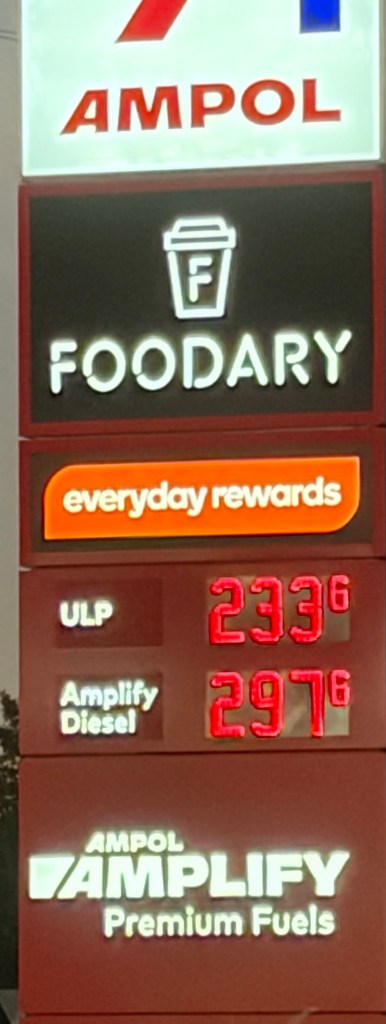 AMPOL
F
FOODARY
everyday rewards
ULP 233⁶
Amplify
Diesel 297⁶
AMPOL
AMPLIFY
Premium Fuels